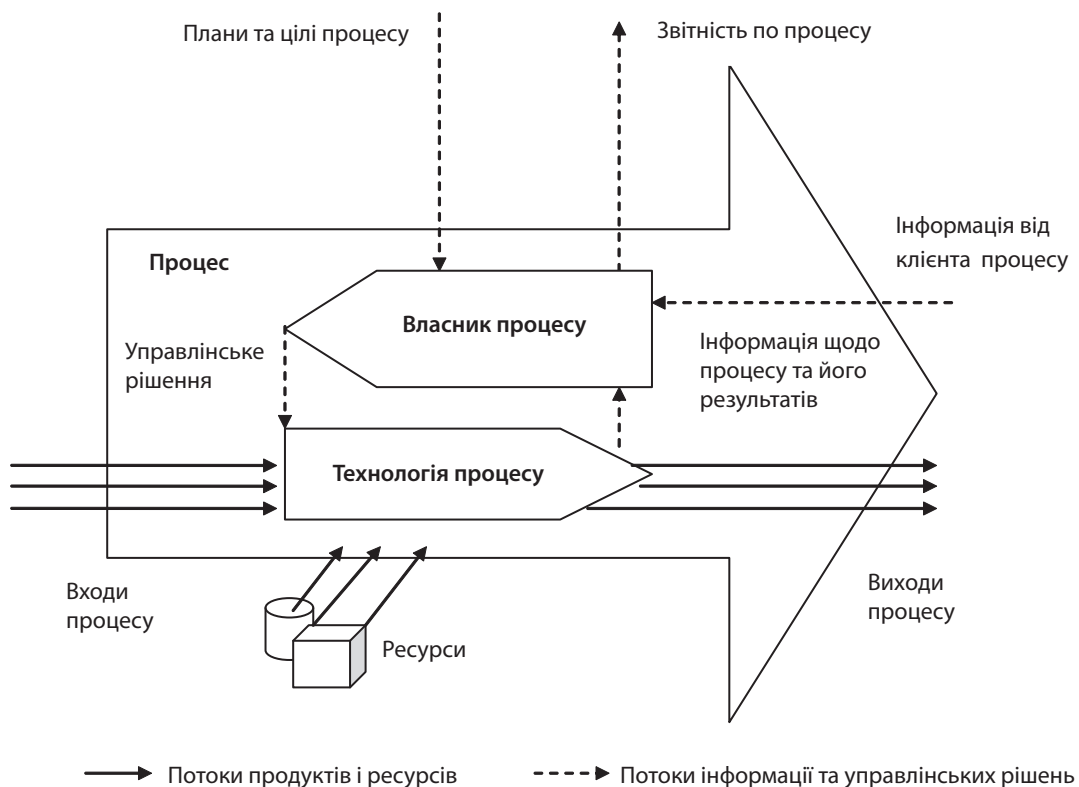 Плани та цілі процесу
Звітність по процесу
Інформація від
клієнта процесу
Процес
Власник процесу
Управлінське
рішення
Інформація щодо
процесу та його
результатів
Технологія процесу
Входи
процесу
Виходи
процесу
Ресурси
Потоки продуктів і ресурсів
Потоки інформації та управлінських рішень